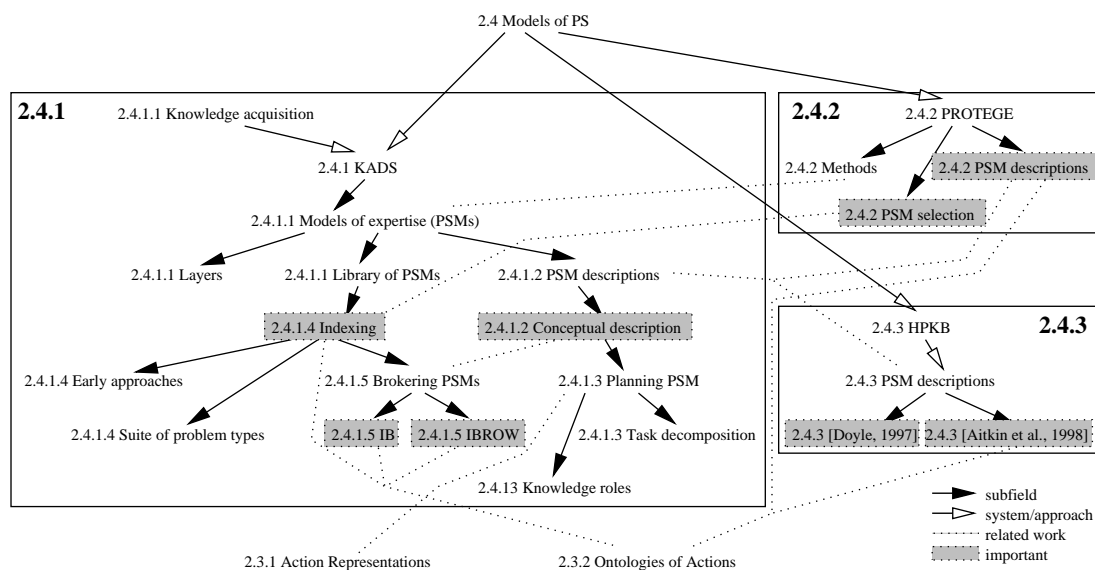 2.4 Models of PS
2.4.1
2.4.1.1 Knowledge acquisition
2.4.1 KADS
2.4.1.1 Models of expertise (PSMs)
2.4.1.1 Layers
2.4.1.1 Library of PSMs
2.4.1.2 PSM descriptions
2.4.1.4 Indexing
2.4.1.2 Conceptual description
2.4.1.4 Early approaches
2.4.1.5 Brokering PSMs
2.4.1.3 Planning PSM
2.4.1.4 Suite of problem types
2.4.1.5 IB
2.4.1.5 IBROW
2.4.1.3 Task decomposition
2.4.13 Knowledge roles
2.4.2
2.4.2 PROTEGE
2.4.2 Methods
2.4.2 PSM descriptions
2.4.2 PSM selection
2.4.3 HPKB
2.4.3
2.4.3 PSM descriptions
2.4.3 [Doyle, 1997]
2.4.3 [Aitkin et al., 1998]
2.3.1 Action Representations
2.3.2 Ontologies of Actions
subfield
system/approach
related work
important